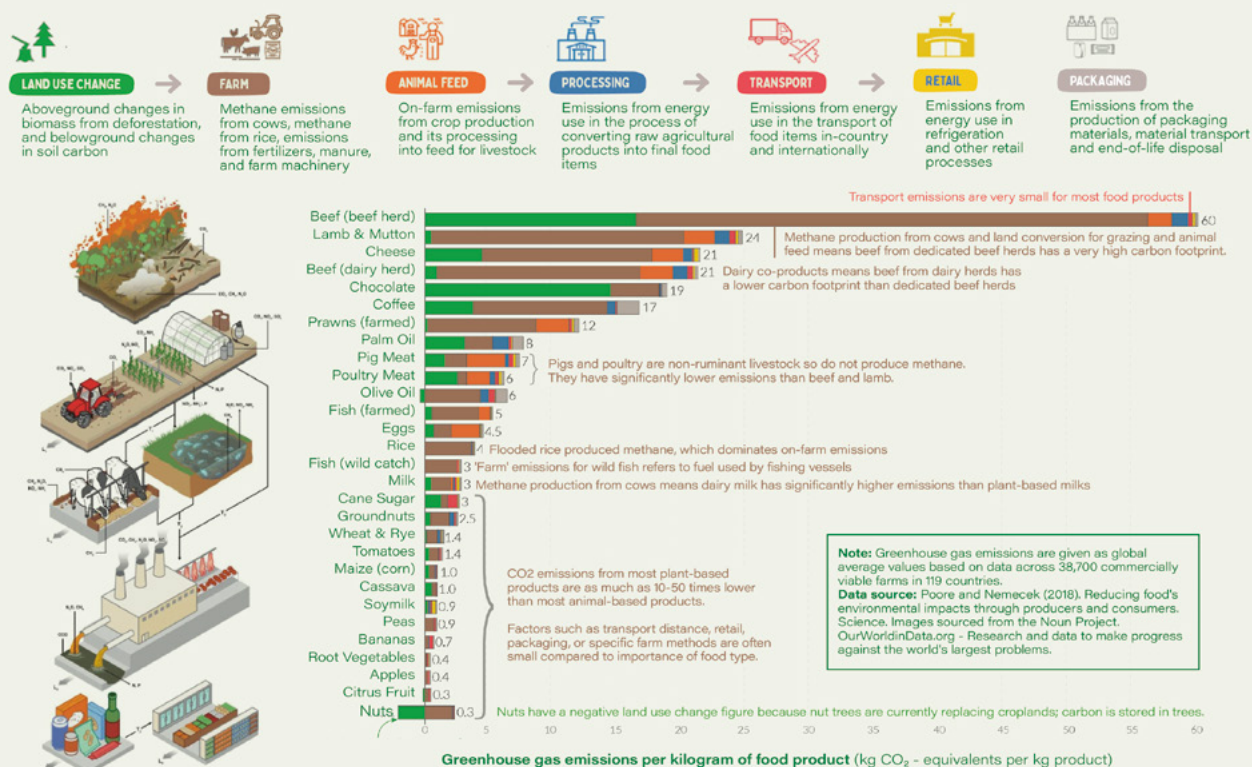 LAND USE CHANGE
Aboveground changes in
biomass from deforestation,
and belowground changes
in soil carbon
FARM
Methane emissions
from cows, methane
from rice, emissions
from fertilizers, manure,
and farm machinery
ANIMAL FEED
On-farm emissions
from crop production
and its processing
into feed for livestock
PROCESSING
Emissions from energy
use in the process of
converting raw agricultural
products into final food
items
TRANSPORT
Emissions from energy
use in the transport of
food items in-country
and internationally
RETAIL
Emissions from
energy use in
refrigeration
and other retail
processes
PACKAGING
Emissions from the
production of packaging
materials, material transport
and end-of-life disposal
Transport emissions are very small for most food products
Beef (beef herd) 60
Lamb & Mutton 24
Methane production from cows and land conversion for grazing and animal
feed means beef from dedicated beef herds has a very high carbon footprint.
Cheese 21
Beef (dairy herd) 21
Dairy co-products means beef from dairy herds has
a lower carbon footprint than dedicated beef herds
Chocolate 19
Coffee 17
Prawns (farmed) 12
Palm Oil 8
Pig Meat 7
Poultry Meat 6
Pigs and poultry are non-ruminant livestock so do not produce methane.
They have significantly lower emissions than beef and lamb.
Olive Oil 6
Fish (farmed) 5
Eggs 4.5
Rice 4 Flooded rice produced methane, which dominates on-farm emissions
Fish (wild catch) 3 'Farm' emissions for wild fish refers to fuel used by fishing vessels
Milk 3 Methane production from cows means dairy milk has significantly higher emissions than plant-based milks
Cane Sugar 3
Groundnuts 2.5
Wheat & Rye 1.4
Tomatoes 1.4
Maize (corn) 1.0
Cassava 1.0
Soymilk 0.9
Peas 0.9
Bananas 0.7
Root Vegetables 0.4
Apples 0.4
Citrus Fruit 0.3
Nuts 0.3 Nuts have a negative land use change figure because nut trees are currently replacing croplands; carbon is stored in trees.
CO2 emissions from most plant-based
products are as much as 10-50 times lower
than most animal-based products.
Factors such as transport distance, retail,
packaging, or specific farm methods are often
small compared to importance of food type.
Note: Greenhouse gas emissions are given as global
average values based on data across 38,700 commercially
viable farms in 119 countries.
Data source: Poore and Nemecek (2018). Reducing food's
environmental impacts through producers and consumers.
Science. Images sourced from the Noun Project.
OurWorldinData.org - Research and data to make progress
against the world's largest problems.
0 5 10 15 20 25 30 35 40 45 50 55 60
Greenhouse gas emissions per kilogram of food product (kg CO₂ - equivalents per kg product)